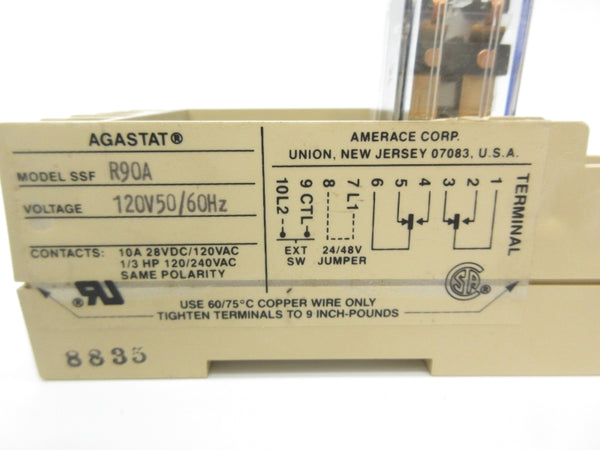 AGASTAT®
MODEL SSF R90A
VOLTAGE 120V50/60Hz
CONTACTS: 10A 28VDC/120VAC
1/3 HP 120/240VAC
SAME POLARITY
AMERACE CORP.
UNION, NEW JERSEY 07083, U.S.A.
TERMINAL
1
2
3
4
5
6
7 L1
8
9 CTL
10 L2
EXT
SW
24/48V
JUMPER
RU®
SA
USE 60/75°C COPPER WIRE ONLY
TIGHTEN TERMINALS TO 9 INCH-POUNDS
8835